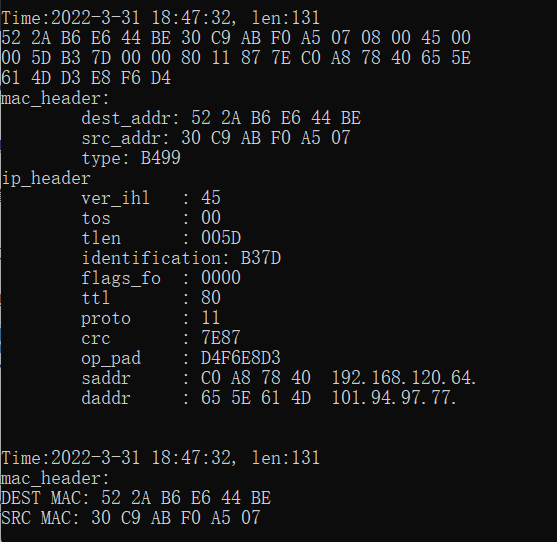 Time:2022-3-31 18:47:32, len:131
52 2A B6 E6 44 BE 30 C9 AB F0 A5 07 08 00 45 00
00 5D B3 7D 00 00 80 11 87 7E C0 A8 78 40 65 5E
61 4D D3 E8 F6 D4
mac_header:
dest_addr: 52 2A B6 E6 44 BE
src_addr: 30 C9 AB F0 A5 07
type: B499
ip_header
ver_ihl : 45
tos : 00
tlen : 005D
identification: B37D
flags_fo : 0000
ttl : 80
proto : 11
crc : 7E87
op_pad : D4F6E8D3
saddr : C0 A8 78 40 192.168.120.64.
daddr : 65 5E 61 4D 101.94.97.77.
Time:2022-3-31 18:47:32, len:131
mac_header:
DEST MAC: 52 2A B6 E6 44 BE
SRC MAC: 30 C9 AB F0 A5 07